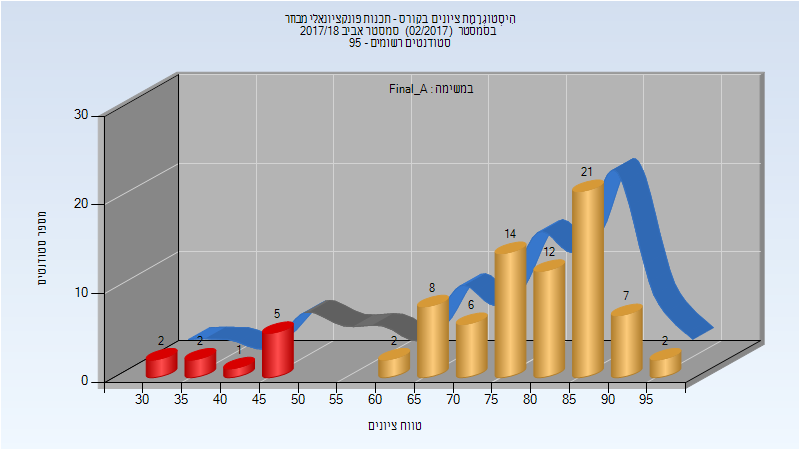 היסטוגרמת ציונים בקורס - תכנות פונקציונאלי מבוזר
בסמסטר (02/2017) סמסטר אביב 2017/18
סטודנטים רשומים - 95
במשימה : Final_A
מספר סטודנטים
30
20
10
0
2
2
1
5
2
8
6
14
12
21
7
2
30 35 40 45 50 55 60 65 70 75 80 85 90 95
טווח ציונים